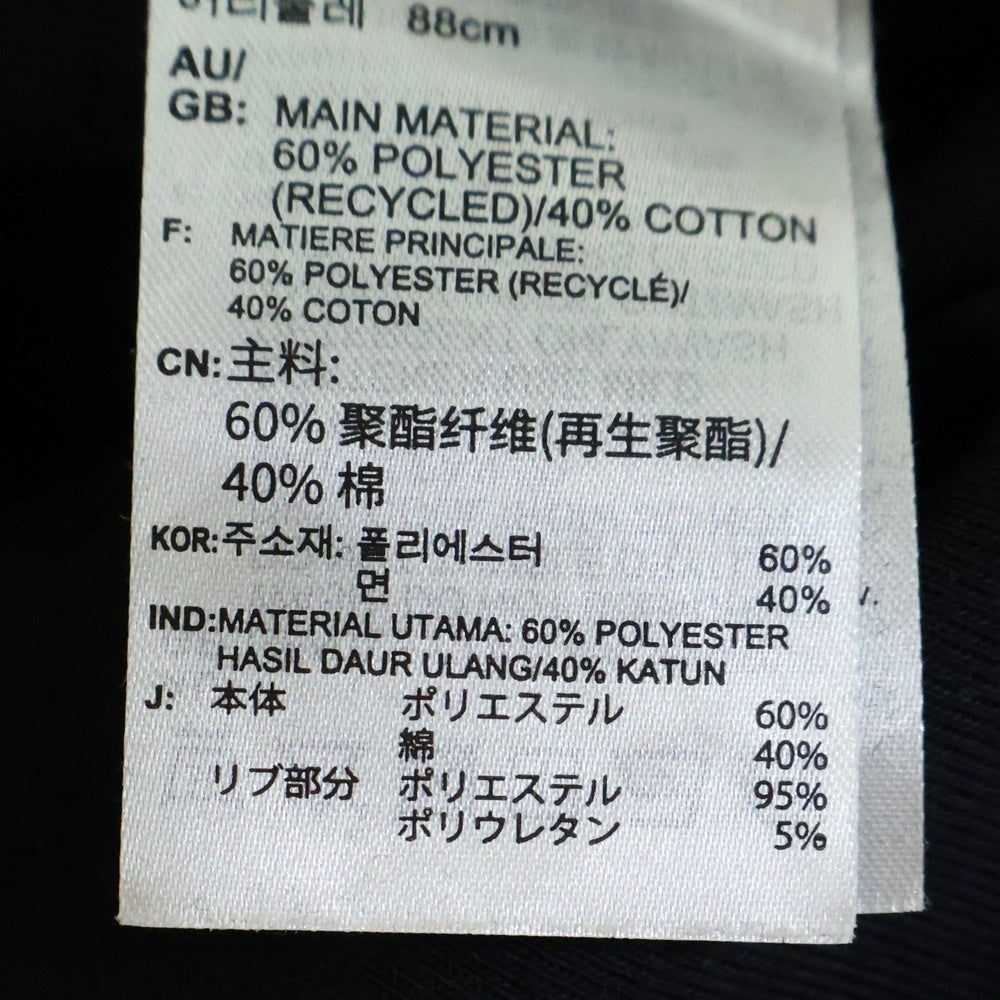 허리둘레 88cm
AU/
GB: MAIN MATERIAL:
60% POLYESTER
(RECYCLED)/40% COTTON
F: MATIERE PRINCIPALE:
60% POLYESTER (RECYCLÉ)/
40% COTON
CN:主料:
60% 聚酯纤维(再生聚酯)/
40% 棉
KOR:주소재: 폴리에스터 60%
면 40%
IND:MATERIAL UTAMA: 60% POLYESTER
HASIL DAUR ULANG/40% KATUN
J: 本体 ポリエステル 60%
綿 40%
リブ部分 ポリエステル 95%
ポリウレタン 5%